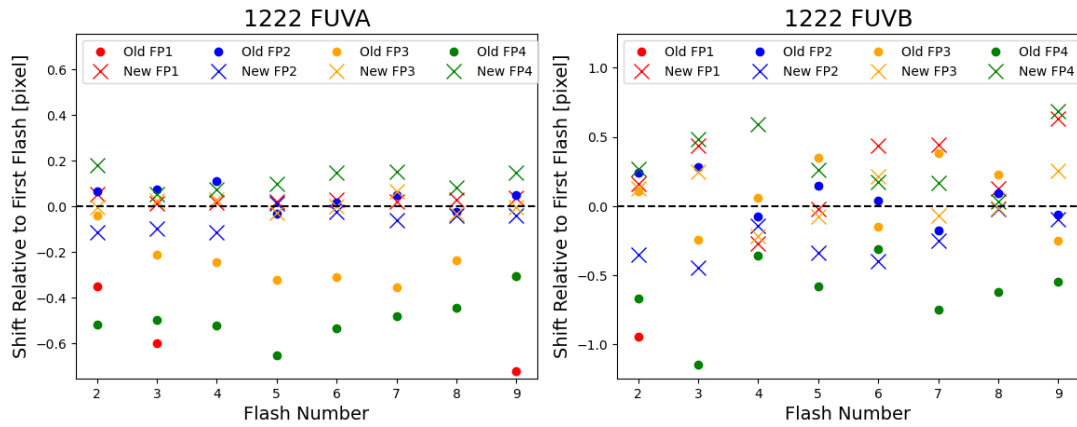 1222 FUVA
Old FP1 Old FP2 Old FP3 Old FP4
New FP1 New FP2 New FP3 New FP4
Shift Relative to First Flash [pixel]
0.6
0.4
0.2
0.0
−0.2
−0.4
−0.6
2 3 4 5 6 7 8 9
Flash Number
1222 FUVB
Old FP1 Old FP2 Old FP3 Old FP4
New FP1 New FP2 New FP3 New FP4
Shift Relative to First Flash [pixel]
1.0
0.5
0.0
−0.5
−1.0
2 3 4 5 6 7 8 9
Flash Number